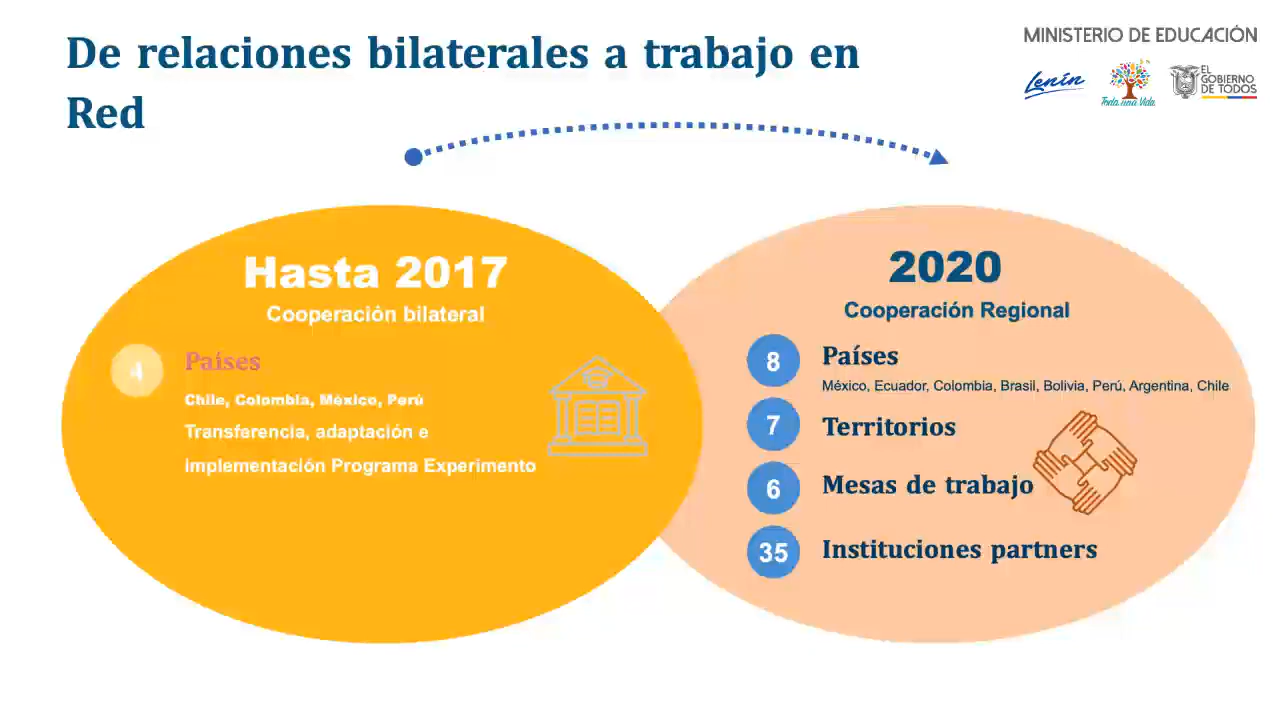 De relaciones bilaterales a trabajo en
Red
MINISTERIO DE EDUCACIÓN
Lenín
Toda una Vida
EL
GOBIERNO
DE TODOS
Hasta 2017
Cooperación bilateral
4
Países
Chile, Colombia, México, Perú
Transferencia, adaptación e
implementación Programa Experimento
2020
Cooperación Regional
8
Países
México, Ecuador, Colombia, Brasil, Bolivia, Perú, Argentina, Chile
7
Territorios
6
Mesas de trabajo
35
Instituciones partners